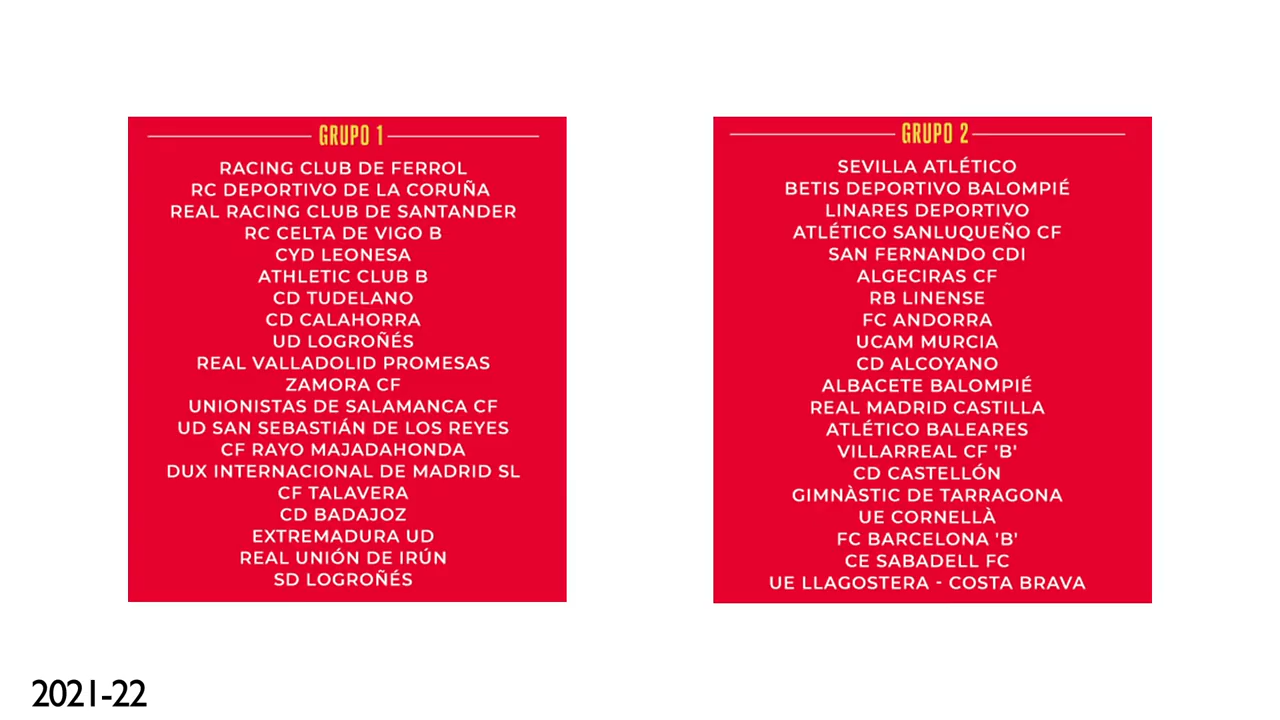 GRUPO 1
RACING CLUB DE FERROL
RC DEPORTIVO DE LA CORUÑA
REAL RACING CLUB DE SANTANDER
RC CELTA DE VIGO B
CYD LEONESA
ATHLETIC CLUB B
CD TUDELANO
CD CALAHORRA
UD LOGROÑÉS
REAL VALLADOLID PROMESAS
ZAMORA CF
UNIONISTAS DE SALAMANCA CF
UD SAN SEBASTIÁN DE LOS REYES
CF RAYO MAJADAHONDA
DUX INTERNACIONAL DE MADRID SL
CF TALAVERA
CD BADAJOZ
EXTREMADURA UD
REAL UNIÓN DE IRÚN
SD LOGROÑÉS
GRUPO 2
SEVILLA ATLÉTICO
BETIS DEPORTIVO BALOMPIÉ
LINARES DEPORTIVO
ATLÉTICO SANLUQUEÑO CF
SAN FERNANDO CDI
ALGECIRAS CF
RB LINENSE
FC ANDORRA
UCAM MURCIA
CD ALCOYANO
ALBACETE BALOMPIÉ
REAL MADRID CASTILLA
ATLÉTICO BALEARES
VILLARREAL CF 'B'
CD CASTELLÓN
GIMNÀSTIC DE TARRAGONA
UE CORNELLÀ
FC BARCELONA 'B'
CE SABADELL FC
UE LLAGOSTERA - COSTA BRAVA
2021-22